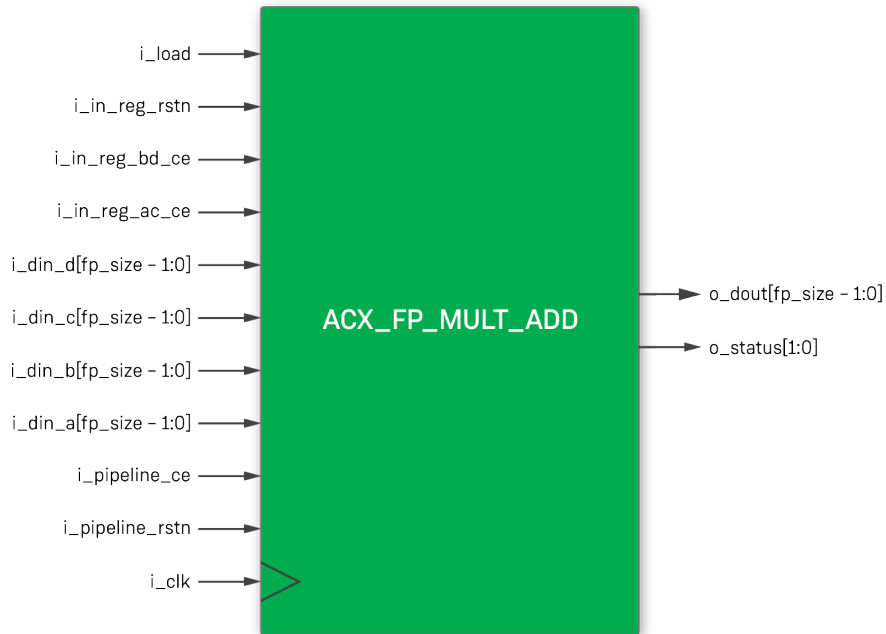 i_load
i_in_reg_rstn
i_in_reg_bd_ce
i_in_reg_ac_ce
i_din_d[fp_size - 1:0]
i_din_c[fp_size - 1:0]
i_din_b[fp_size - 1:0]
i_din_a[fp_size - 1:0]
i_pipeline_ce
i_pipeline_rstn
i_clk
ACX_FP_MULT_ADD
o_dout[fp_size - 1:0]
o_status[1:0]